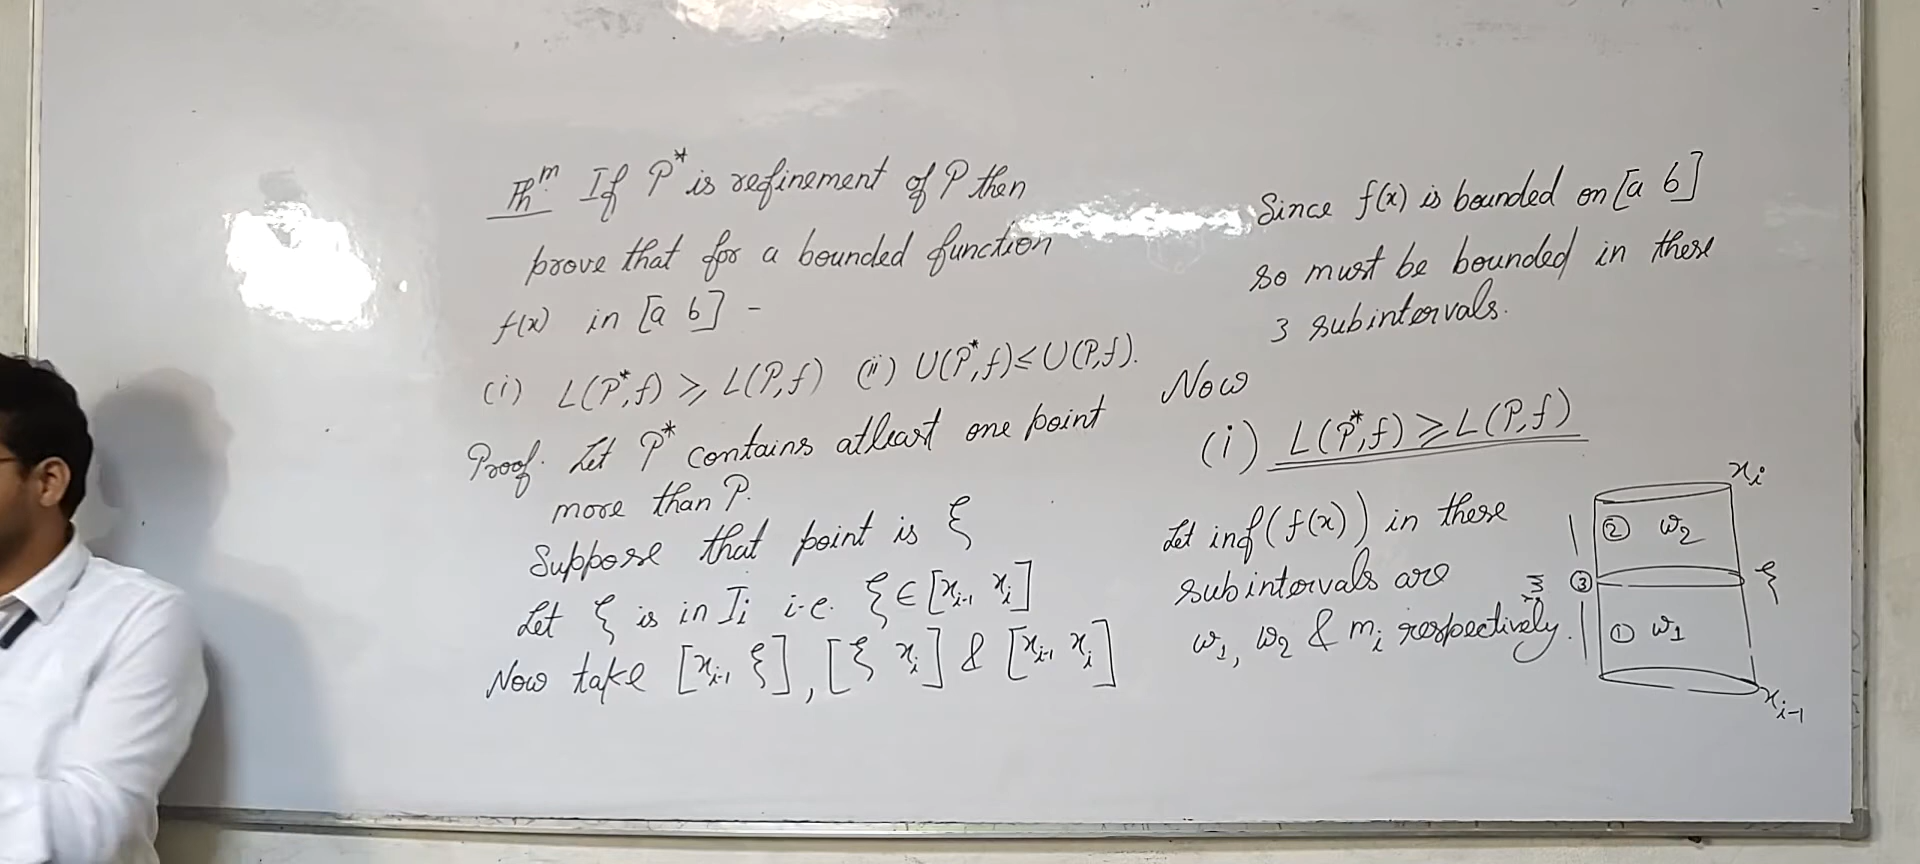 Thm If P* is refinement of P then
prove that for a bounded function
f(x) in [a b] -
(i) L(P*,f) ≥ L(P,f) (ii) U(P*,f) ≤ U(P,f).
Proof. Let P* contains atleast one point
more than P.
Suppose that point is ξ
Let ξ is in Ii i.e. ξ ∈ [xi-1 xi]
Now take [xi-1 ξ], [ξ xi] & [xi-1 xi]
Since f(x) is bounded on [a b]
so must be bounded in these
3 subintervals.
Now
(i) L(P*,f) ≥ L(P,f)
Let inf(f(x)) in these
subintervals are
ω1, ω2 & mi respectively.
xi
② ω2
③ ξ
① ω1
xi-1